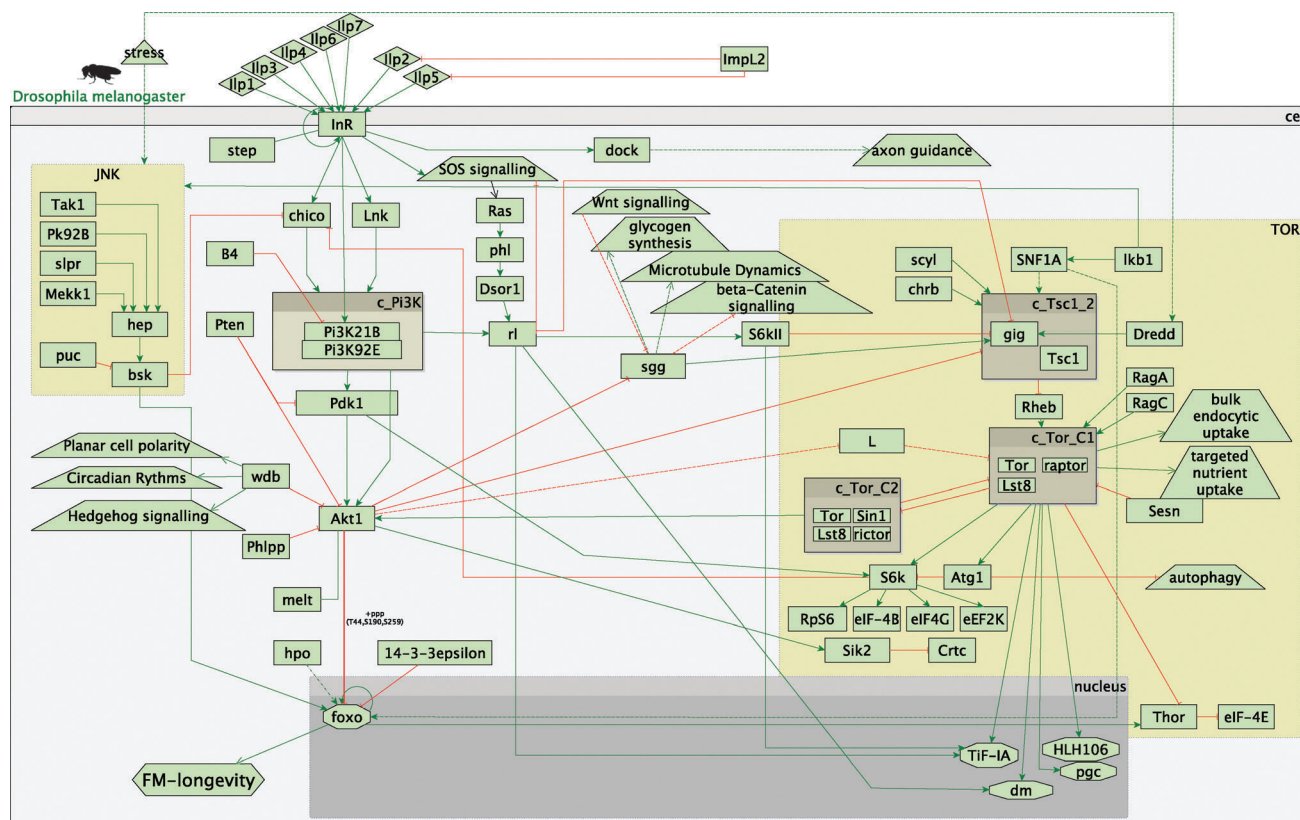 Ilp7
Ilp6
Ilp4
Ilp3
Ilp1
Ilp2
Ilp5
ImpL2
stress
Drosophila melanogaster
ce
InR
step
dock
axon guidance
SOS signalling
JNK
Tak1
Pk92B
slpr
Mekk1
hep
puc
bsk
chico
Lnk
Ras
phl
Dsor1
rl
B4
Pten
c_Pi3K
Pi3K21B
Pi3K92E
Pdk1
Wnt signalling
glycogen
synthesis
Microtubule Dynamics
beta-Catenin
signalling
S6kII
sgg
TOR
scyl
chrb
SNF1A
lkb1
c_Tsc1_2
gig
Tsc1
Dredd
Rheb
RagA
RagC
bulk
endocytic
uptake
targeted
nutrient
uptake
c_Tor_C1
Tor
raptor
Lst8
Sesn
L
c_Tor_C2
Tor
Sin1
Lst8
rictor
Planar cell polarity
Circadian Rythms
Hedgehog signalling
wdb
Phlpp
Akt1
melt
+ppp
(T44,S190,S259)
S6k
Atg1
autophagy
RpS6
eIF-4B
eIF4G
eEF2K
Sik2
Crtc
hpo
14-3-3epsilon
nucleus
foxo
Thor
eIF-4E
FM-longevity
TiF-IA
HLH106
pgc
dm